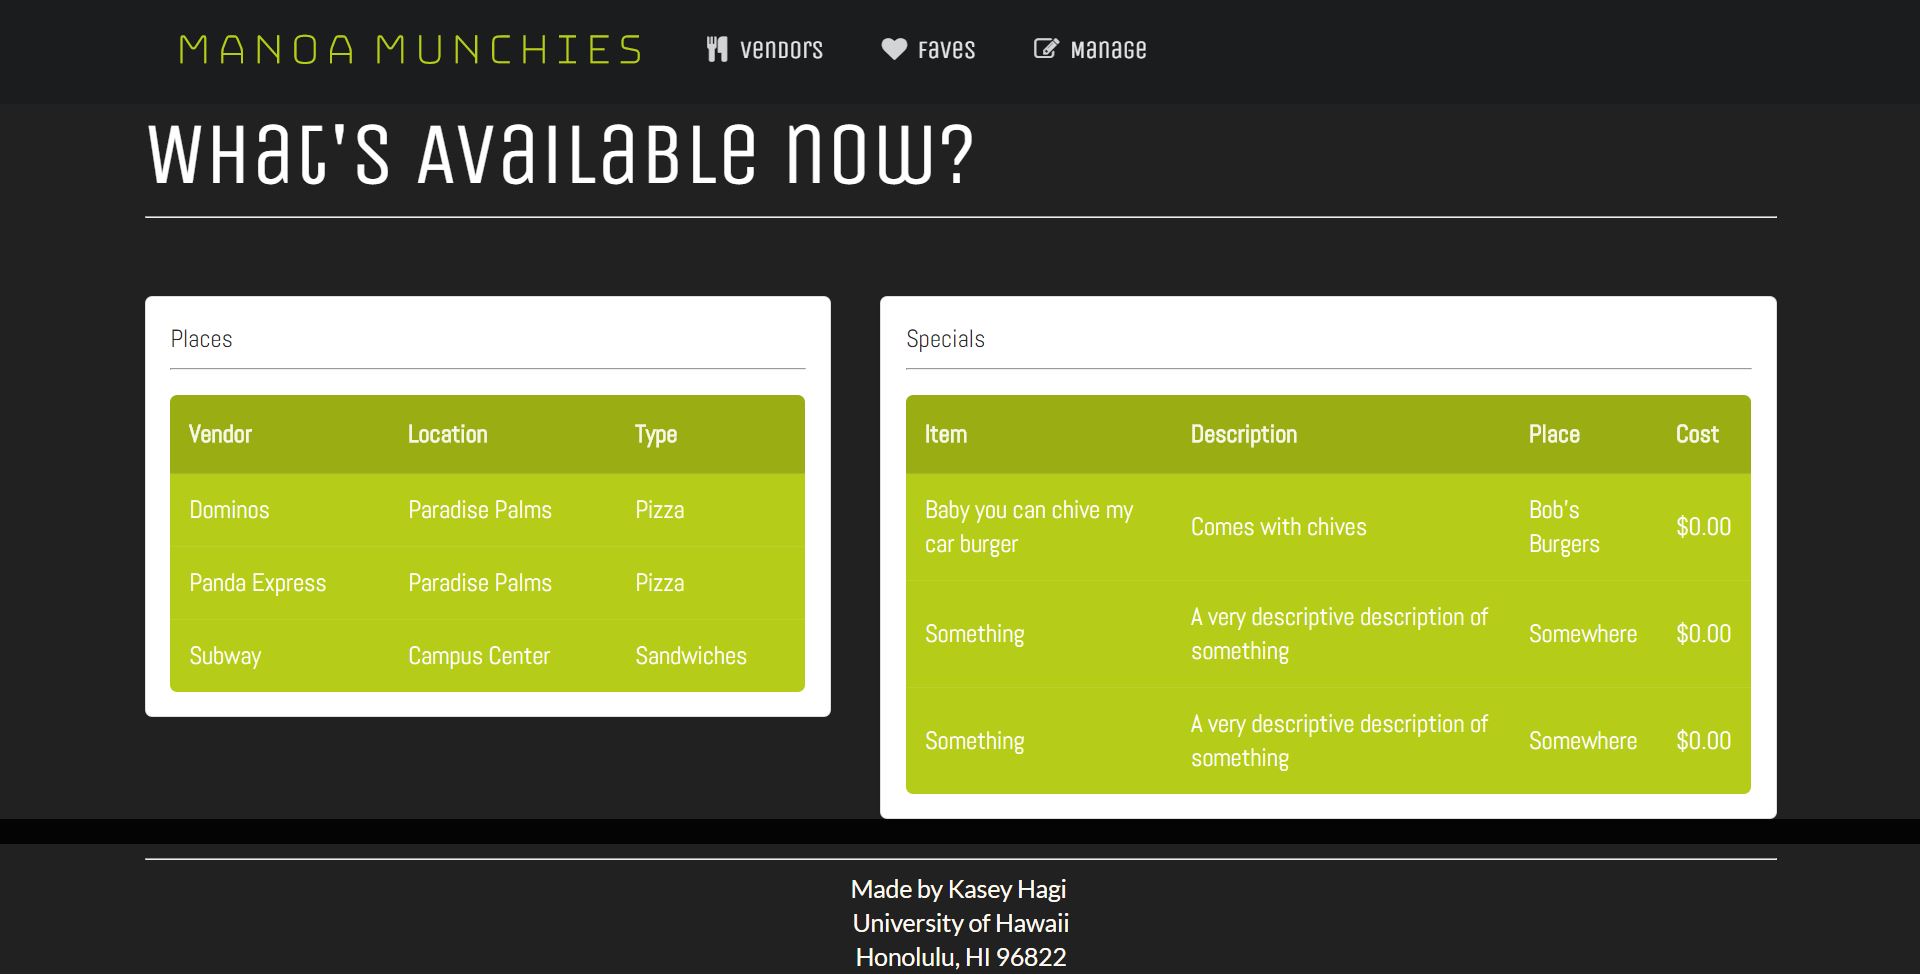 MANOA MUNCHIES
Vendors
Faves
Manage
What's Available Now?
Places
Vendor Location Type
Dominos Paradise Palms Pizza
Panda Express Paradise Palms Pizza
Subway Campus Center Sandwiches
Specials
Item Description Place Cost
Baby you can chive my
car burger
Comes with chives
Bob's
Burgers
$0.00
Something
A very descriptive description of
something
Somewhere
$0.00
Something
A very descriptive description of
something
Somewhere
$0.00
Made by Kasey Hagi
University of Hawaii
Honolulu, HI 96822